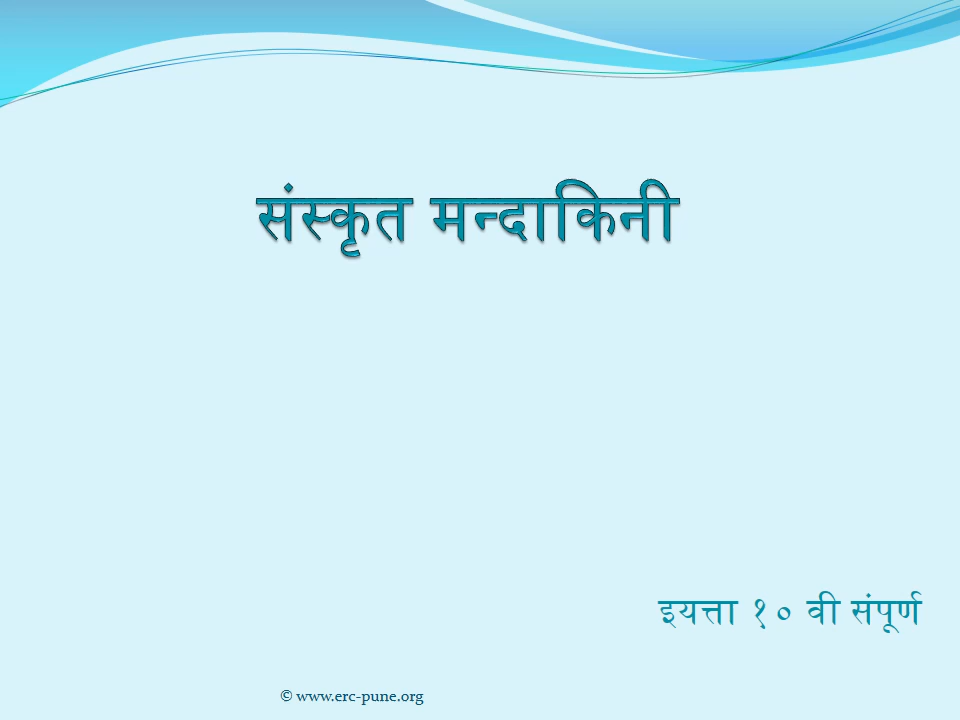 संस्कृत मन्दाकिनी
इयत्ता १० वी संपूर्ण
© www.erc-pune.org